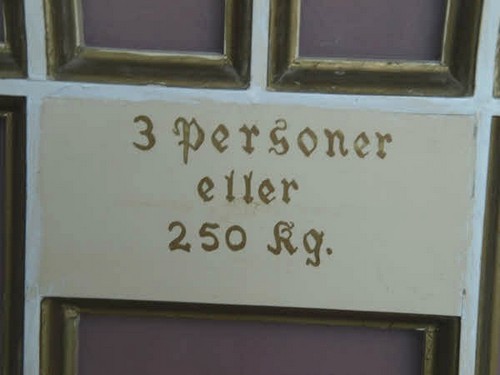 3 Personer
eller
250 Kg.